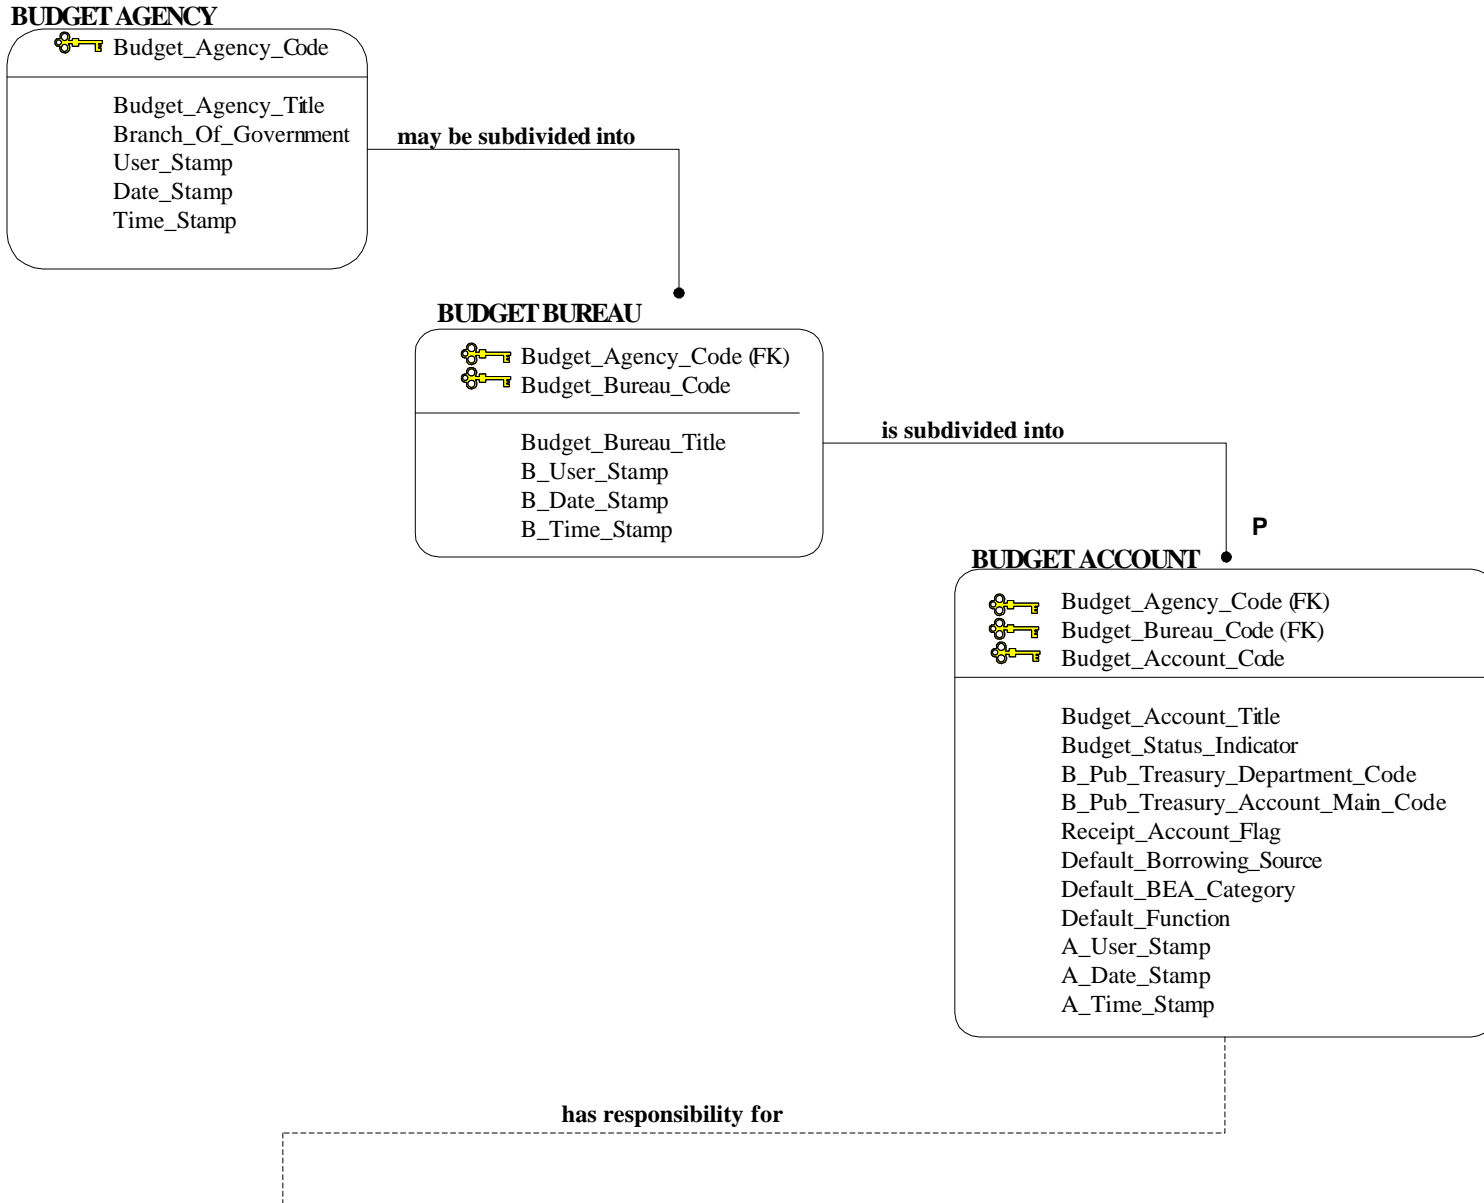 BUDGET AGENCY
Budget_Agency_Code
Budget_Agency_Title
Branch_Of_Government
User_Stamp
Date_Stamp
Time_Stamp
may be subdivided into
BUDGET BUREAU
Budget_Agency_Code (FK)
Budget_Bureau_Code
Budget_Bureau_Title
B_User_Stamp
B_Date_Stamp
B_Time_Stamp
is subdivided into
P
BUDGET ACCOUNT
Budget_Agency_Code (FK)
Budget_Bureau_Code (FK)
Budget_Account_Code
Budget_Account_Title
Budget_Status_Indicator
B_Pub_Treasury_Department_Code
B_Pub_Treasury_Account_Main_Code
Receipt_Account_Flag
Default_Borrowing_Source
Default_BEA_Category
Default_Function
A_User_Stamp
A_Date_Stamp
A_Time_Stamp
has responsibility for